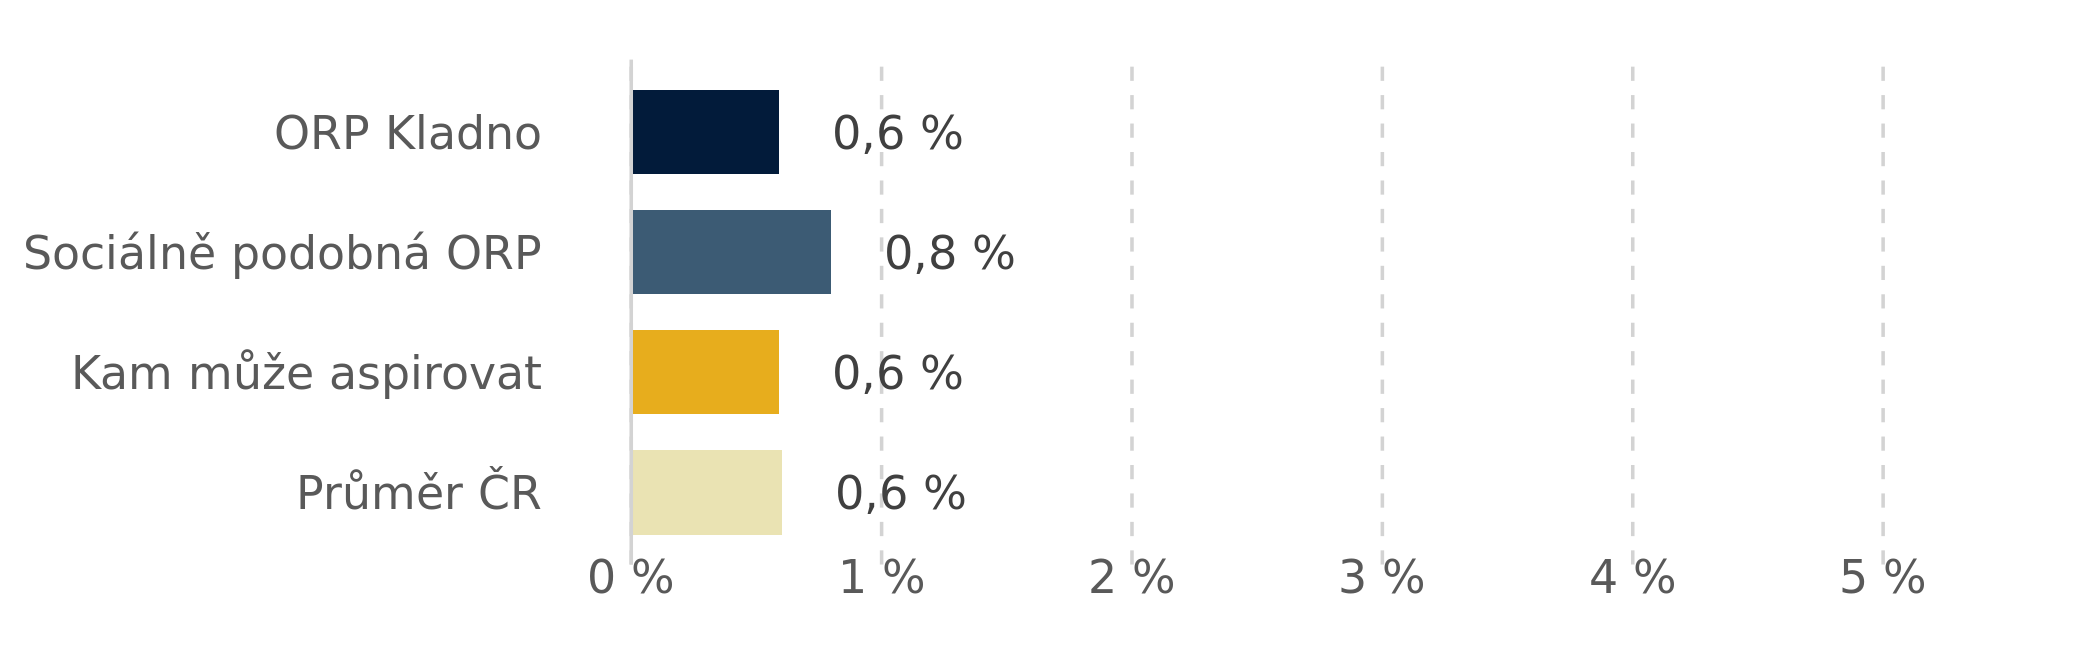 ORP Kladno 0,6 %
Sociálně podobná ORP 0,8 %
Kam může aspirovat 0,6 %
Průměr ČR 0,6 %
0 % 1 % 2 % 3 % 4 % 5 %